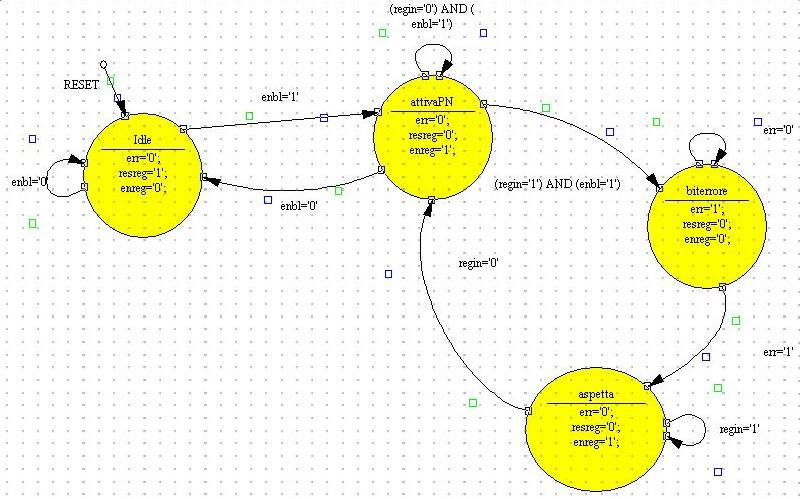 (regin='0') AND (
enbl='1')
RESET
enbl='1'
attivaPN
err='0';
resreg='0';
enreg='1';
Idle
err='0';
resreg='1';
enreg='0';
enbl='0'
enbl='0'
(regin='1') AND (enbl='1')
err='0'
biterrore
err='1';
resreg='0';
enreg='0';
regin='0'
err='1'
aspetta
err='0';
resreg='0';
enreg='1';
regin='1'